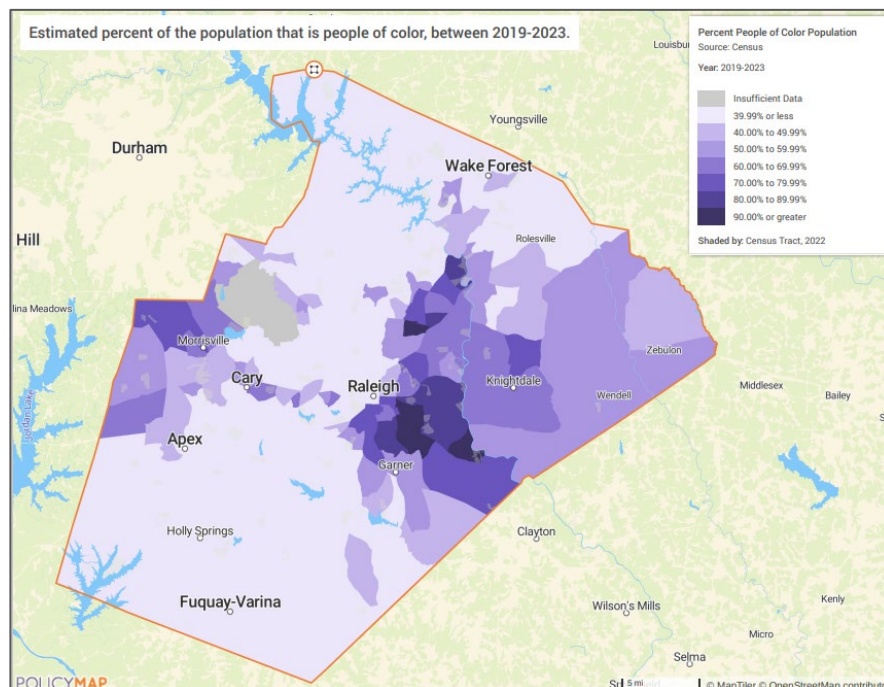 Estimated percent of the population that is people of color, between 2019-2023.
Percent People of Color Population
Source: Census
Year: 2019-2023
Insufficient Data
39.99% or less
40.00% to 49.99%
50.00% to 59.99%
60.00% to 69.99%
70.00% to 79.99%
80.00% to 89.99%
90.00% or greater
Shaded by: Census Tract, 2022
Youngsville
Durham
Wake Forest
Hill
Rolesville
lina Meadows
Morrisville
Zebulon
Cary
Raleigh
Knightdale
Middlesex
Wendell
Bailey
Jordan Lake
Apex
Garner
Holly Springs
Clayton
Fuquay-Varina
Wilson's Mills
Kenly
Micro
Selma
POLICYMAP
5 mi
© MapTiler © OpenStreetMap contribut